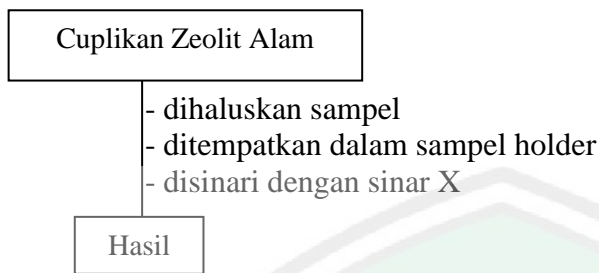 Cuplikan Zeolit Alam
- dihaluskan sampel
- ditempatkan dalam sampel holder
- disinari dengan sinar X
Hasil